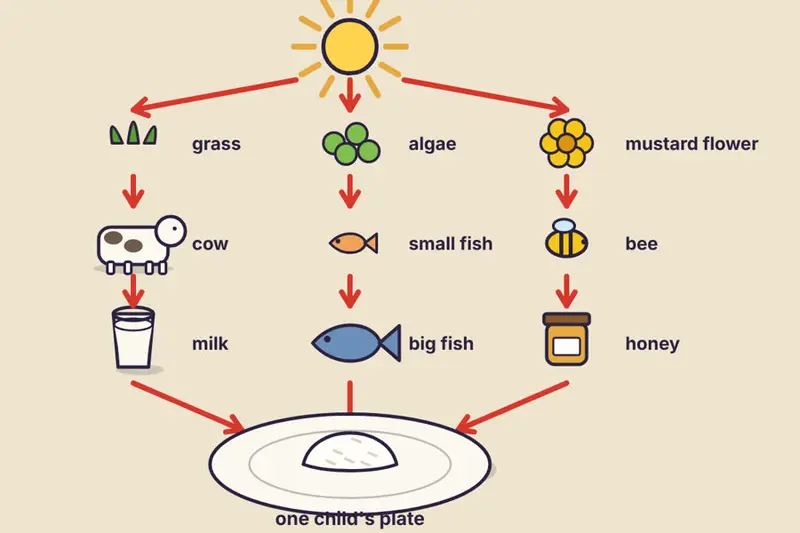 grass
algae
mustard flower
cow
small fish
bee
milk
big fish
honey
one child's plate